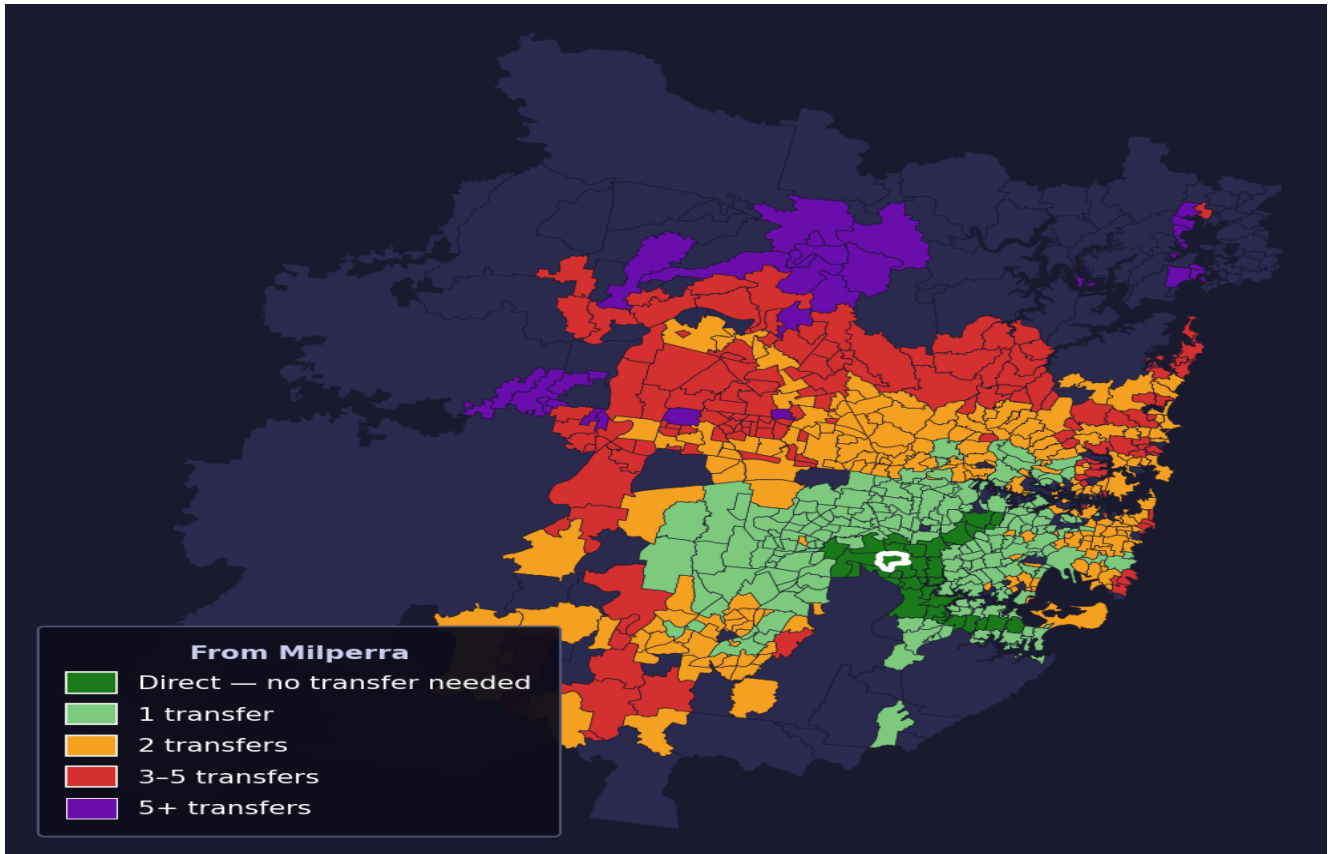 From Milperra
Direct — no transfer needed
1 transfer
2 transfers
3–5 transfers
5+ transfers